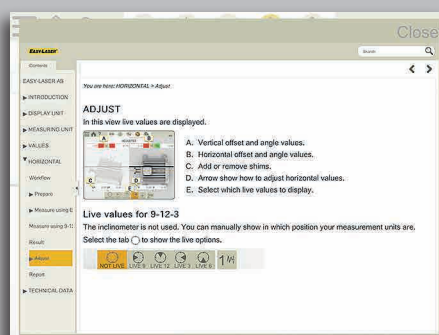 Close
EASY-LASER
Search
Contents
EASY-LASER AB
INTRODUCTION
DISPLAY UNIT
MEASURING UNIT
VALUES
HORIZONTAL
Workflow
Prepare
Measure using E
Measure using 9-1
Result
Adjust
Report
TECHNICAL DATA
You are here: HORIZONTAL > Adjust
ADJUST
In this view live values are displayed.
A. Vertical offset and angle values.
B. Horizontal offset and angle values.
C. Add or remove shims.
D. Arrow show how to adjust horizontal values.
E. Select which live values to display.
Live values for 9-12-3
The inclinometer is not used. You can manually show in which position your measurement units are.
Select the tab to show the live options.
NOT LIVE LIVE 9 LIVE 12 LIVE 3 LIVE 6